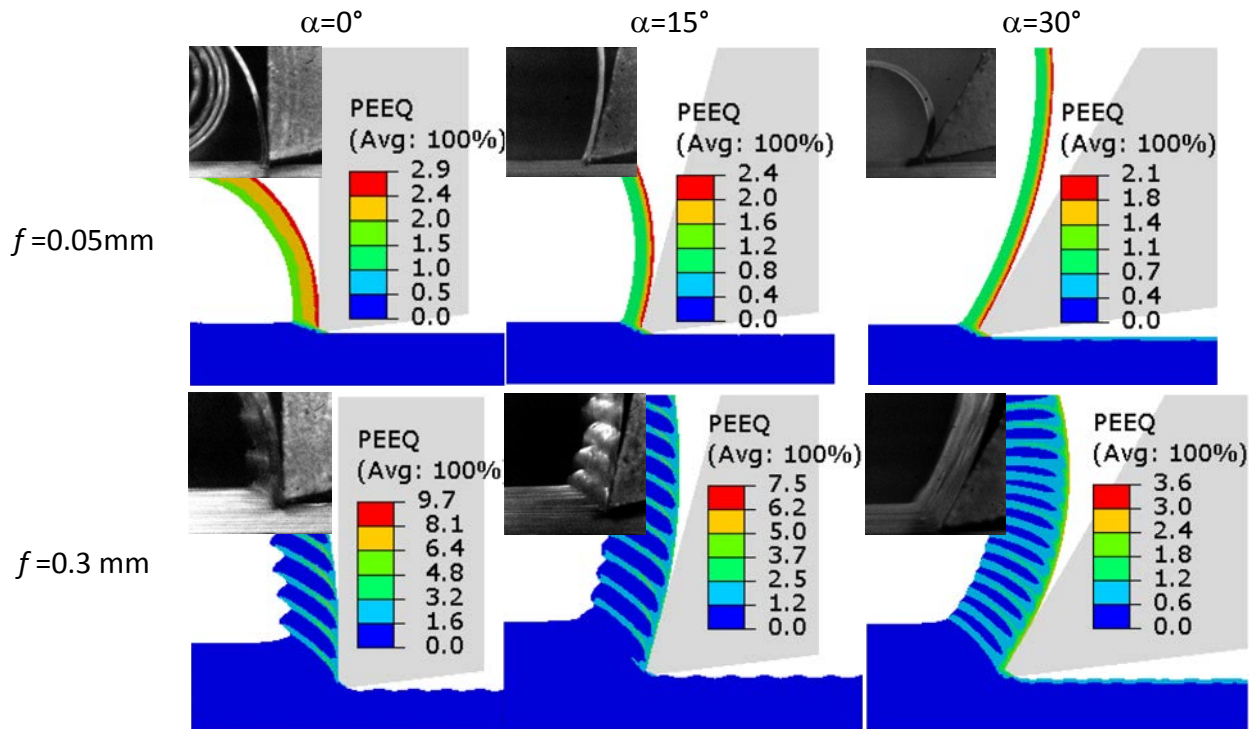 α=0°
α=15°
α=30°
f =0.05mm
PEEQ
(Avg: 100%)
2.9
2.4
2.0
1.5
1.0
0.5
0.0
PEEQ
(Avg: 100%)
2.4
2.0
1.6
1.2
0.8
0.4
0.0
PEEQ
(Avg: 100%)
2.1
1.8
1.4
1.1
0.7
0.4
0.0
f =0.3 mm
PEEQ
(Avg: 100%)
9.7
8.1
6.4
4.8
3.2
1.6
0.0
PEEQ
(Avg: 100%)
7.5
6.2
5.0
3.7
2.5
1.2
0.0
PEEQ
(Avg: 100%)
3.6
3.0
2.4
1.8
1.2
0.6
0.0